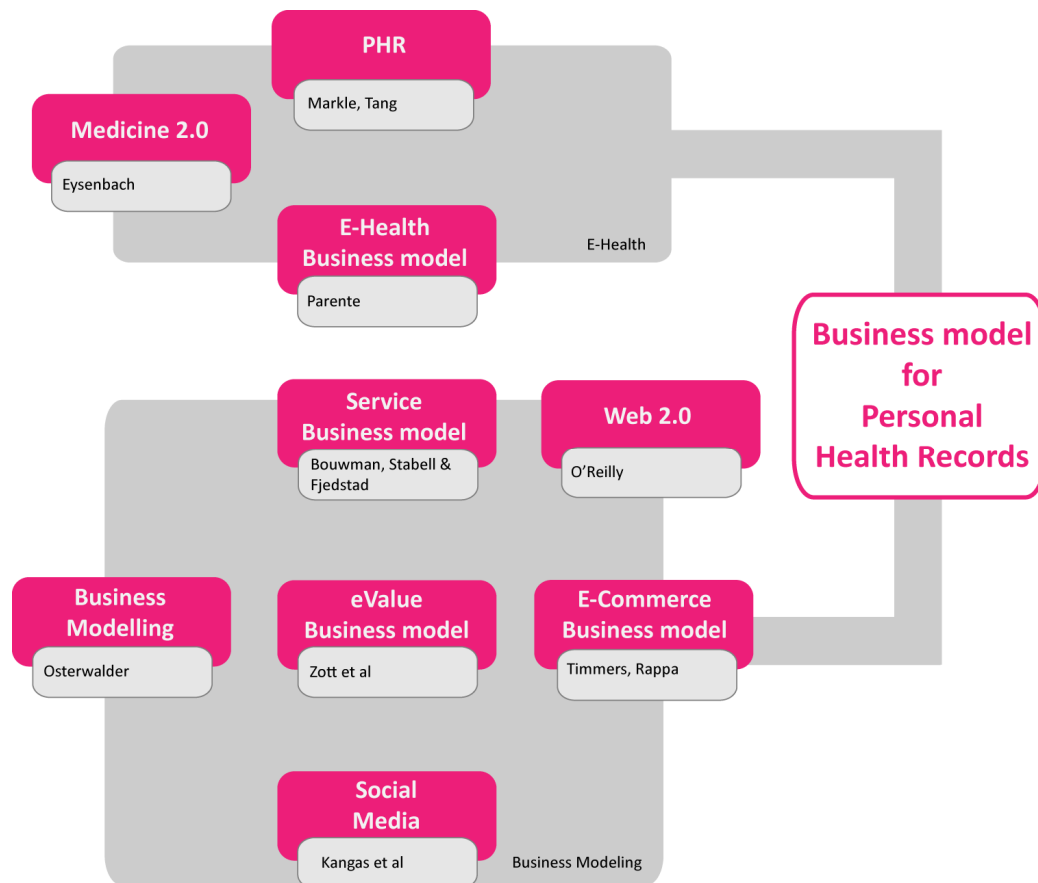 PHR
Markle, Tang
Medicine 2.0
Eysenbach
E-Health
Business model
Parente
E-Health
Business model
for
Personal
Health Records
Service
Business model
Bouwman, Stabell &
Fjedstad
Web 2.0
O’Reilly
Business
Modelling
Osterwalder
eValue
Business model
Zott et al
E-Commerce
Business model
Timmers, Rappa
Social
Media
Kangas et al
Business Modeling